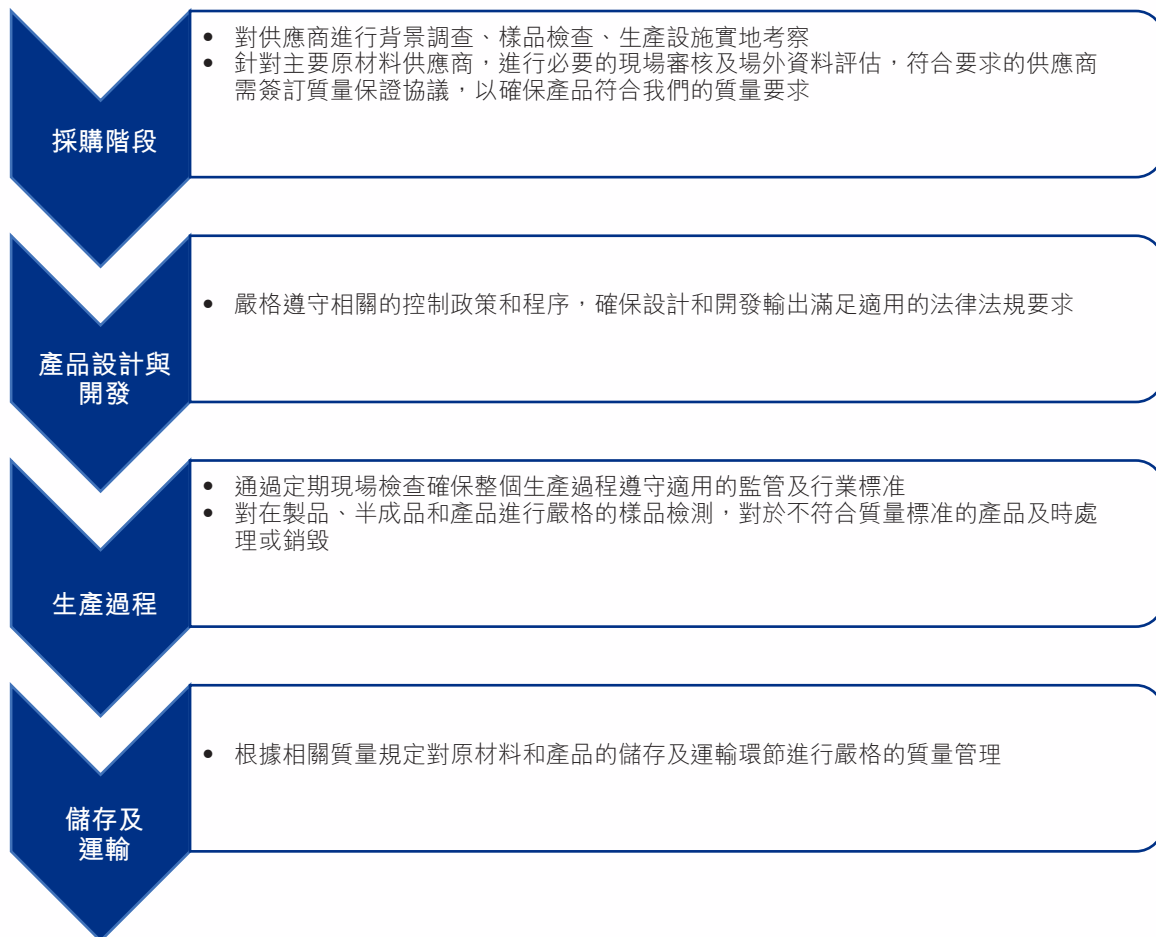 採購階段
• 對供應商進行背景調查、樣品檢查、生產設施實地考察
• 針對主要原材料供應商，進行必要的現場審核及場外資料評估，符合要求的供應商
需簽訂質量保證協議，以確保產品符合我們的質量要求
產品設計與
開發
• 嚴格遵守相關的控制政策和程序，確保設計和開發輸出滿足適用的法律法規要求
生產過程
• 通過定期現場檢查確保整個生產過程遵守適用的監管及行業標准
• 對在製品、半成品和產品進行嚴格的樣品檢測，對於不符合質量標准的產品及時處
理或銷毀
儲存及
運輸
• 根據相關質量規定對原材料和產品的儲存及運輸環節進行嚴格的質量管理